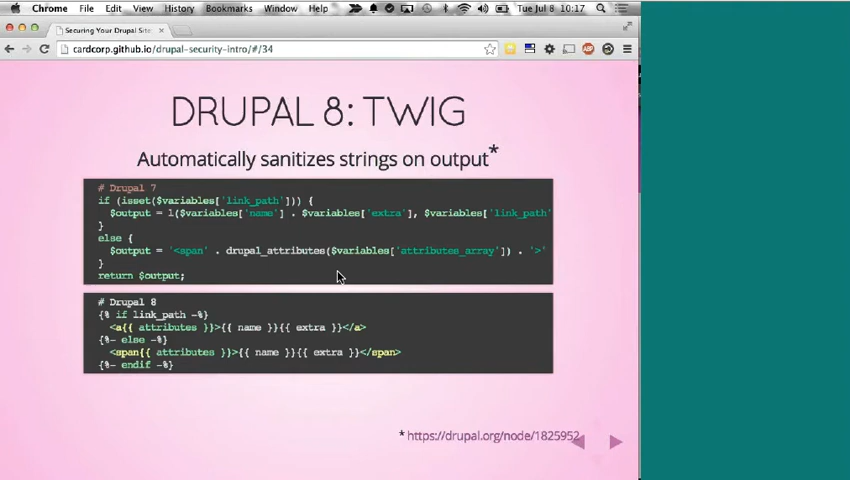 Chrome File Edit View History Bookmarks Window Help Tue Jul 8 10:17
Securing Your Drupal Site
cardcorp.github.io/drupal-security-intro/#/34
DRUPAL 8: TWIG
Automatically sanitizes strings on output*
# Drupal 7
if (isset($variables['link_path'])) {
$output = l($variables['name'] . $variables['extra'], $variables['link_path'
}
else {
$output = '<span' . drupal_attributes($variables['attributes_array']) . '>'
}
return $output;
# Drupal 8
{% if link_path -%}
<a{{ attributes }}>{{ name }}{{ extra }}</a>
{%- else -%}
<span{{ attributes }}>{{ name }}{{ extra }}</span>
{%- endif -%}
* https://drupal.org/node/1825952